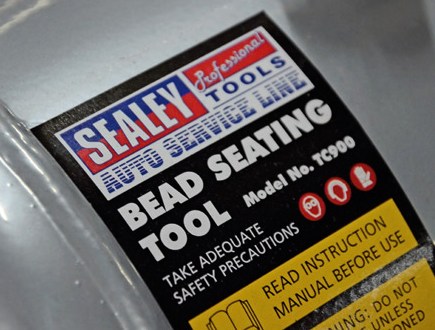 SEALEY Professional TOOLS
AUTO SERVICE LINE
BEAD SEATING
TOOL Model No. TC900
TAKE ADEQUATE
SAFETY PRECAUTIONS
READ INSTRUCTION
MANUAL BEFORE USE
DO NOT
UNLESS